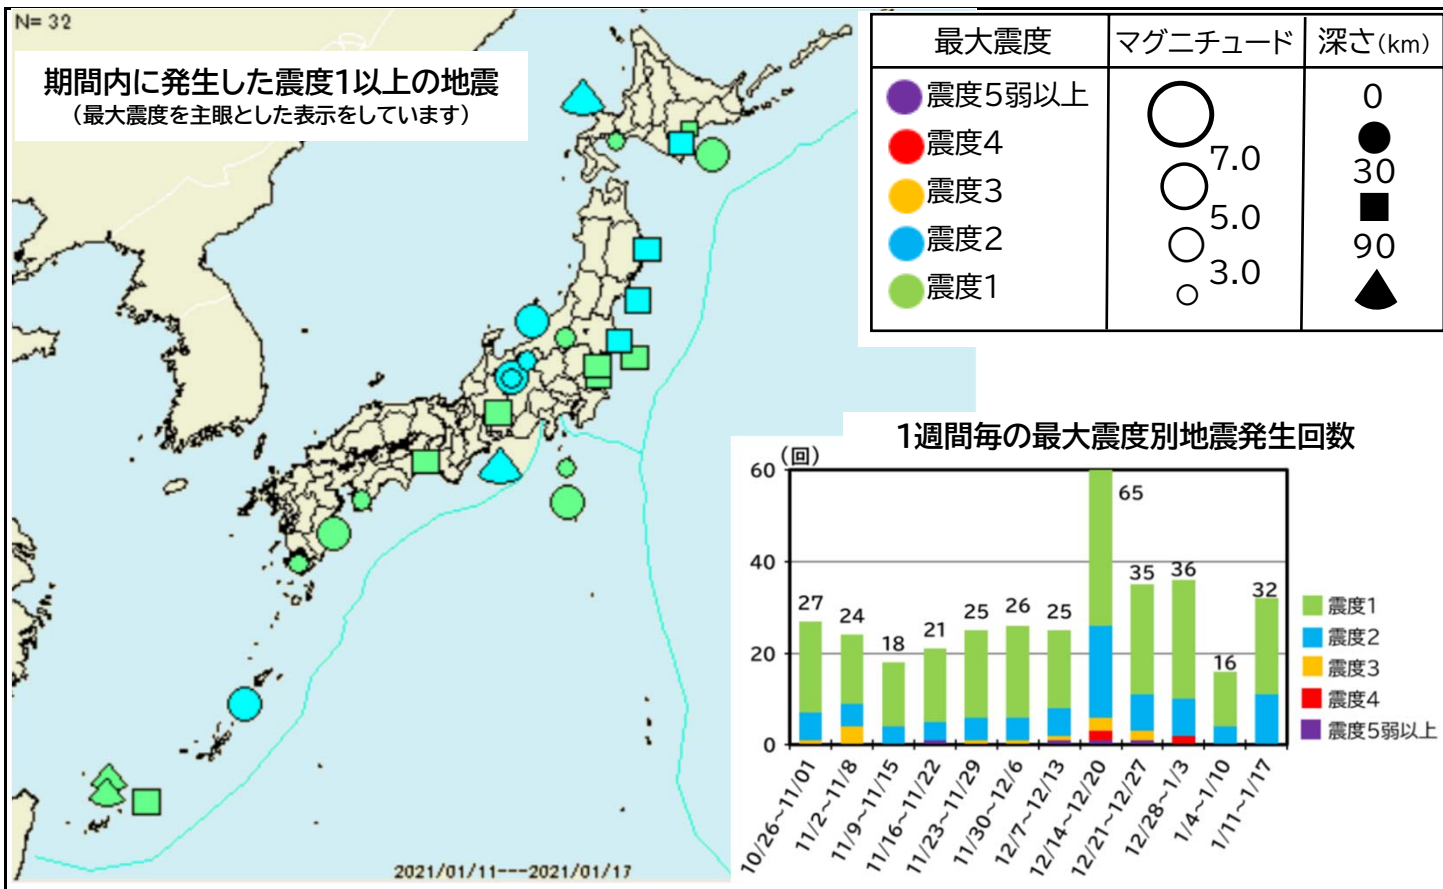 N= 32
期間内に発生した震度1以上の地震
(最大震度を主眼とした表示をしています)
最大震度 マグニチュード 深さ(km)
震度5弱以上
震度4
震度3
震度2
震度1
7.0
5.0
3.0
0
30
90
1週間毎の最大震度別地震発生回数
(回)
60
40
20
0
27
24
18
21
25
26
25
65
35
36
16
32
震度1
震度2
震度3
震度4
震度5弱以上
10/26~11/01
11/2~11/8
11/9~11/15
11/16~11/22
11/23~11/29
11/30~12/6
12/7~12/13
12/14~12/20
12/21~12/27
12/28~1/3
1/4~1/10
1/11~1/17
2021/01/11---2021/01/17